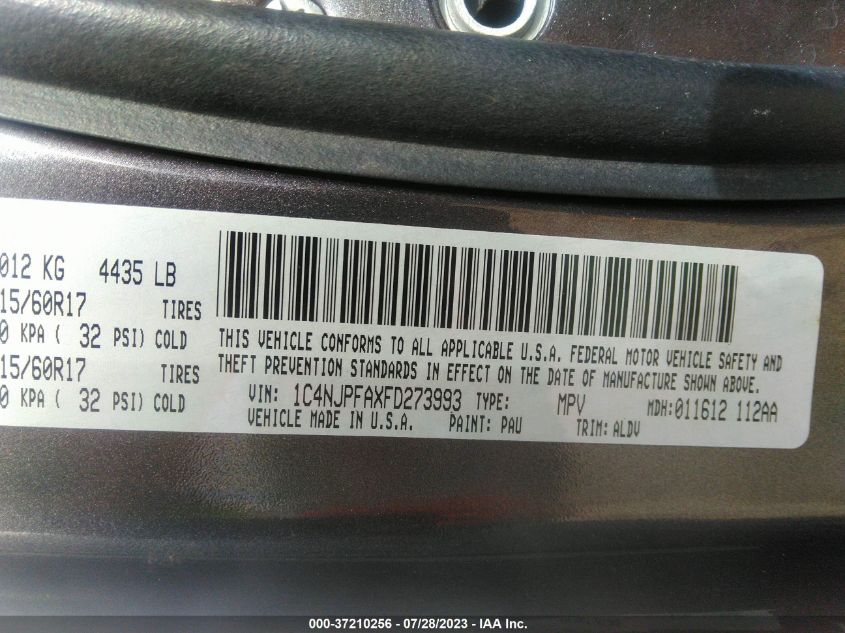 012 KG 4435 LB
15/60R17 TIRES
0 KPA ( 32 PSI) COLD
15/60R17 TIRES
0 KPA ( 32 PSI) COLD
THIS VEHICLE CONFORMS TO ALL APPLICABLE U.S.A. FEDERAL MOTOR VEHICLE SAFETY AND
THEFT PREVENTION STANDARDS IN EFFECT ON THE DATE OF MANUFACTURE SHOWN ABOVE.
VIN: 1C4NJPFAXFD273993 TYPE: MPV MDH:011612 112AA
VEHICLE MADE IN U.S.A. PAINT: PAU TRIM: ALDV
000-37210256 - 07/28/2023 - IAA Inc.